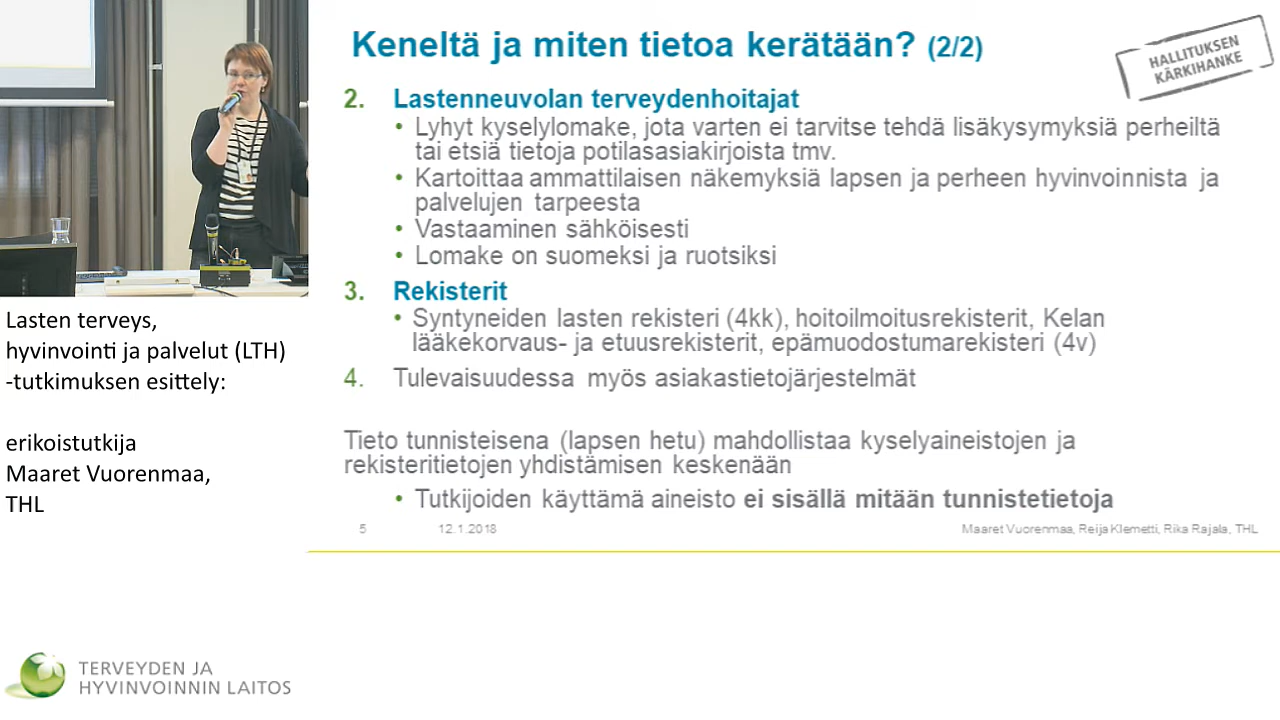 Keneltä ja miten tietoa kerätään? (2/2)
HALLITUKSEN
KÄRKIHANKE
2. Lastenneuvolan terveydenhoitajat
• Lyhyt kyselylomake, jota varten ei tarvitse tehdä lisäkysymyksiä perheiltä
tai etsiä tietoja potilasasiakirjoista tmv.
• Kartoittaa ammattilaisen näkemyksiä lapsen ja perheen hyvinvoinnista ja
palvelujen tarpeesta
• Vastaaminen sähköisesti
• Lomake on suomeksi ja ruotsiksi
3. Rekisterit
• Syntyneiden lasten rekisteri (4kk), hoitoilmoitusrekisterit, Kelan
lääkekorvaus- ja etuusrekisterit, epämuodostumarekisteri (4v)
4. Tulevaisuudessa myös asiakastietojärjestelmät
Tieto tunnisteisena (lapsen hetu) mahdollistaa kyselyaineistojen ja
rekisteritietojen yhdistämisen keskenään
• Tutkijoiden käyttämä aineisto ei sisällä mitään tunnistetietoja
5 12.1.2018 Maaret Vuorenmaa, Reija Klemetti, Rika Rajala, THL
Lasten terveys,
hyvinvointi ja palvelut (LTH)
-tutkimuksen esittely:
erikoistutkija
Maaret Vuorenmaa,
THL
TERVEYDEN JA
HYVINVOINNIN LAITOS